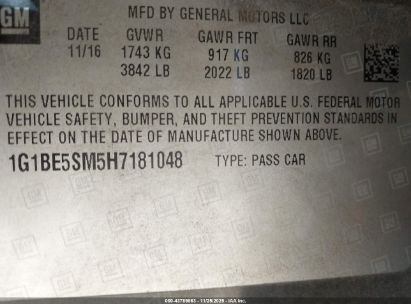 GM
MFD BY GENERAL MOTORS LLC
DATE GVWR GAWR FRT GAWR RR
11/16 1743 KG 917 KG 826 KG
3842 LB 2022 LB 1820 LB
THIS VEHICLE CONFORMS TO ALL APPLICABLE U.S. FEDERAL MOTOR
VEHICLE SAFETY, BUMPER, AND THEFT PREVENTION STANDARDS IN
EFFECT ON THE DATE OF MANUFACTURE SHOWN ABOVE.
1G1BE5SM5H7181048 TYPE: PASS CAR